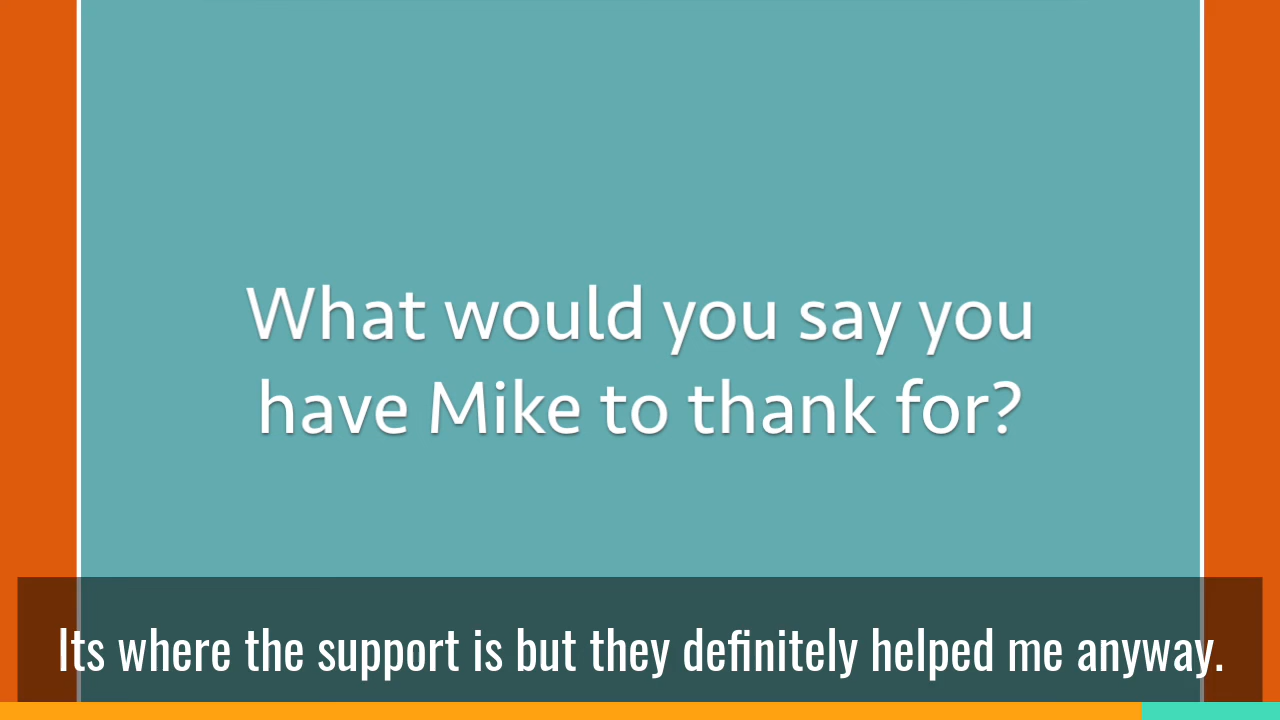 What would you say you
have Mike to thank for?
Its where the support is but they definitely helped me anyway.